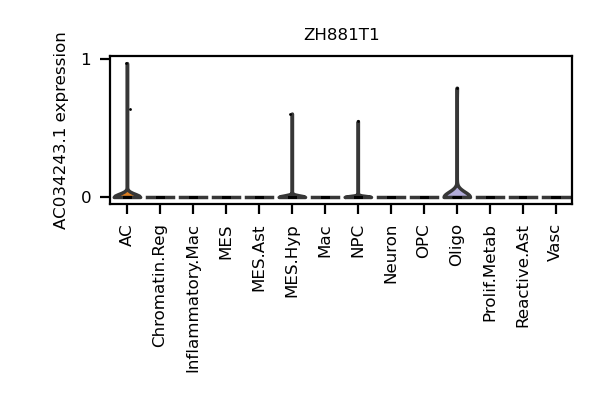 ZH881T1
AC034243.1 expression
1
0
AC
Chromatin.Reg
Inflammatory.Mac
MES
MES.Ast
MES.Hyp
Mac
NPC
Neuron
OPC
Oligo
Prolif.Metab
Reactive.Ast
Vasc